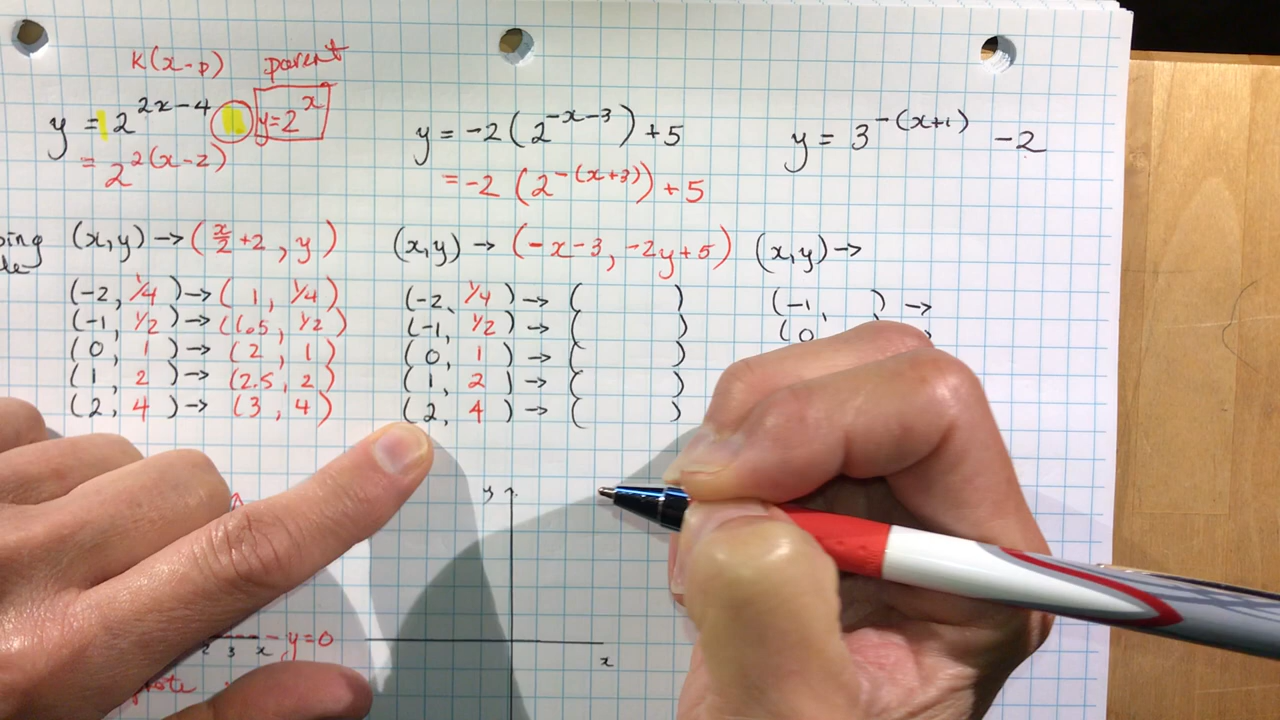 K(x-p) parent
y = 2^{2x-4} y=2^x
= 2^{2(x-2)}
y = -2(2^{-x-3}) + 5
= -2(2^{-(x+3)}) + 5
y = 3^{-(x+1)} - 2
(x,y) → (x/2 + 2, y)
(-2, 1/4) → (1, 1/4)
(-1, 1/2) → (1.5, 1/2)
(0, 1) → (2, 1)
(1, 2) → (2.5, 2)
(2, 4) → (3, 4)
(x,y) → (-x-3, -2y+5)
(-2, 1/4) → ( )
(-1, 1/2) → ( )
(0, 1) → ( )
(1, 2) → ( )
(2, 4) → ( )
(x,y) →
(-1, ) →
(0,
y
x
2 3 x - y=0